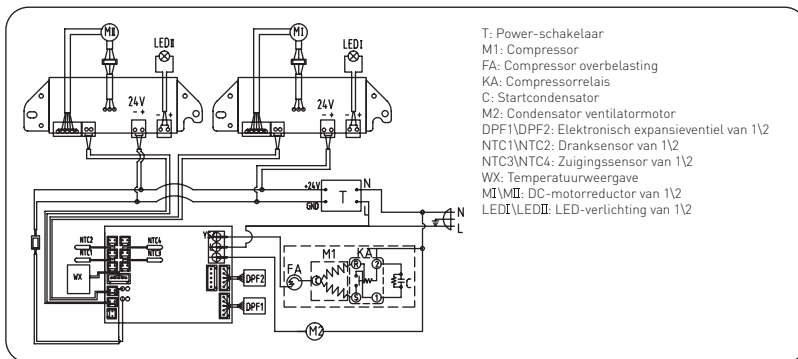 MⅡ
LEDⅡ
MⅠ
LEDⅠ
24V
- +
- +
24V
- +
- +
+24V
GND
T
N
L
N
L
NTC2
NTC4
NTC1
NTC3
WX
DPF2
DPF1
FA
M1
KA
R
S
C
M2
T: Power-schakelaar
M1: Compressor
FA: Compressor overbelasting
KA: Compressorrelais
C: Startcondensator
M2: Condensator ventilatormotor
DPF1\DPF2: Elektronisch expansieventiel van 1\2
NTC1\NTC2: Dranksensor van 1\2
NTC3\NTC4: Zuigingssensor van 1\2
WX: Temperatuurweergave
MⅠ\MⅡ: DC-motorreductor van 1\2
LEDⅠ\LEDⅡ: LED-verlichting van 1\2